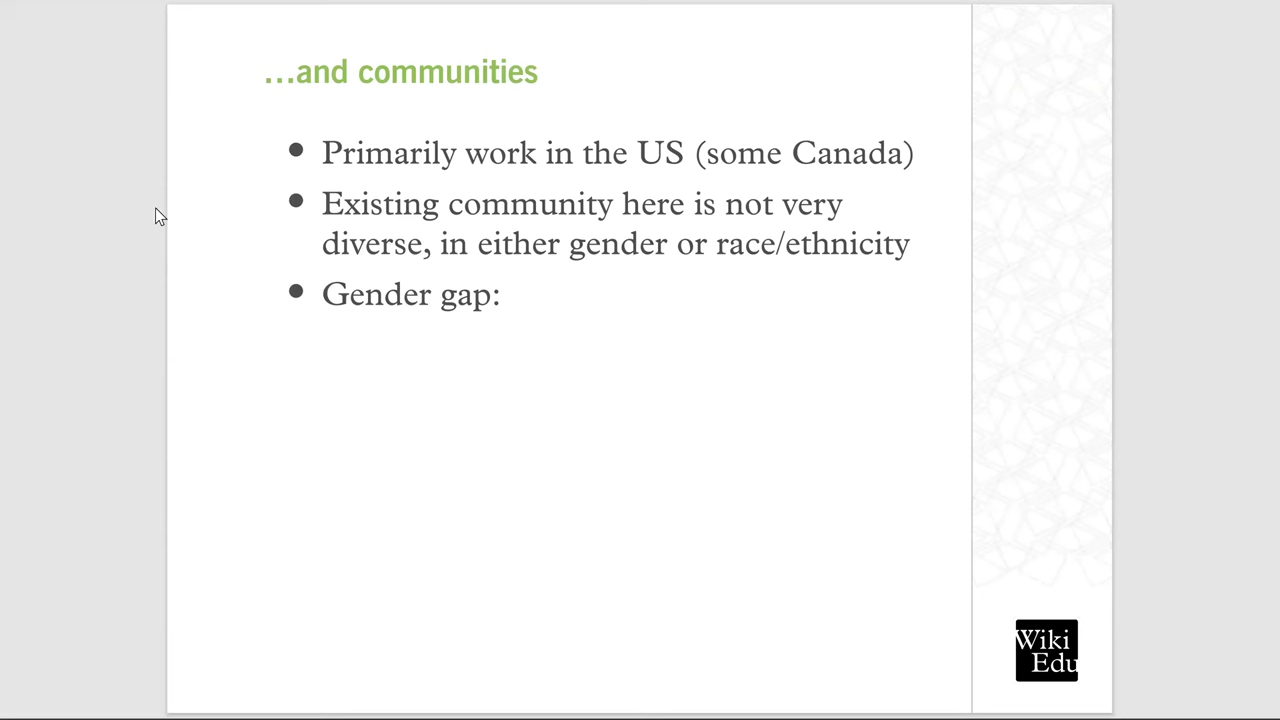 …and communities
• Primarily work in the US (some Canada)
• Existing community here is not very
diverse, in either gender or race/ethnicity
• Gender gap:
Wiki
Edu